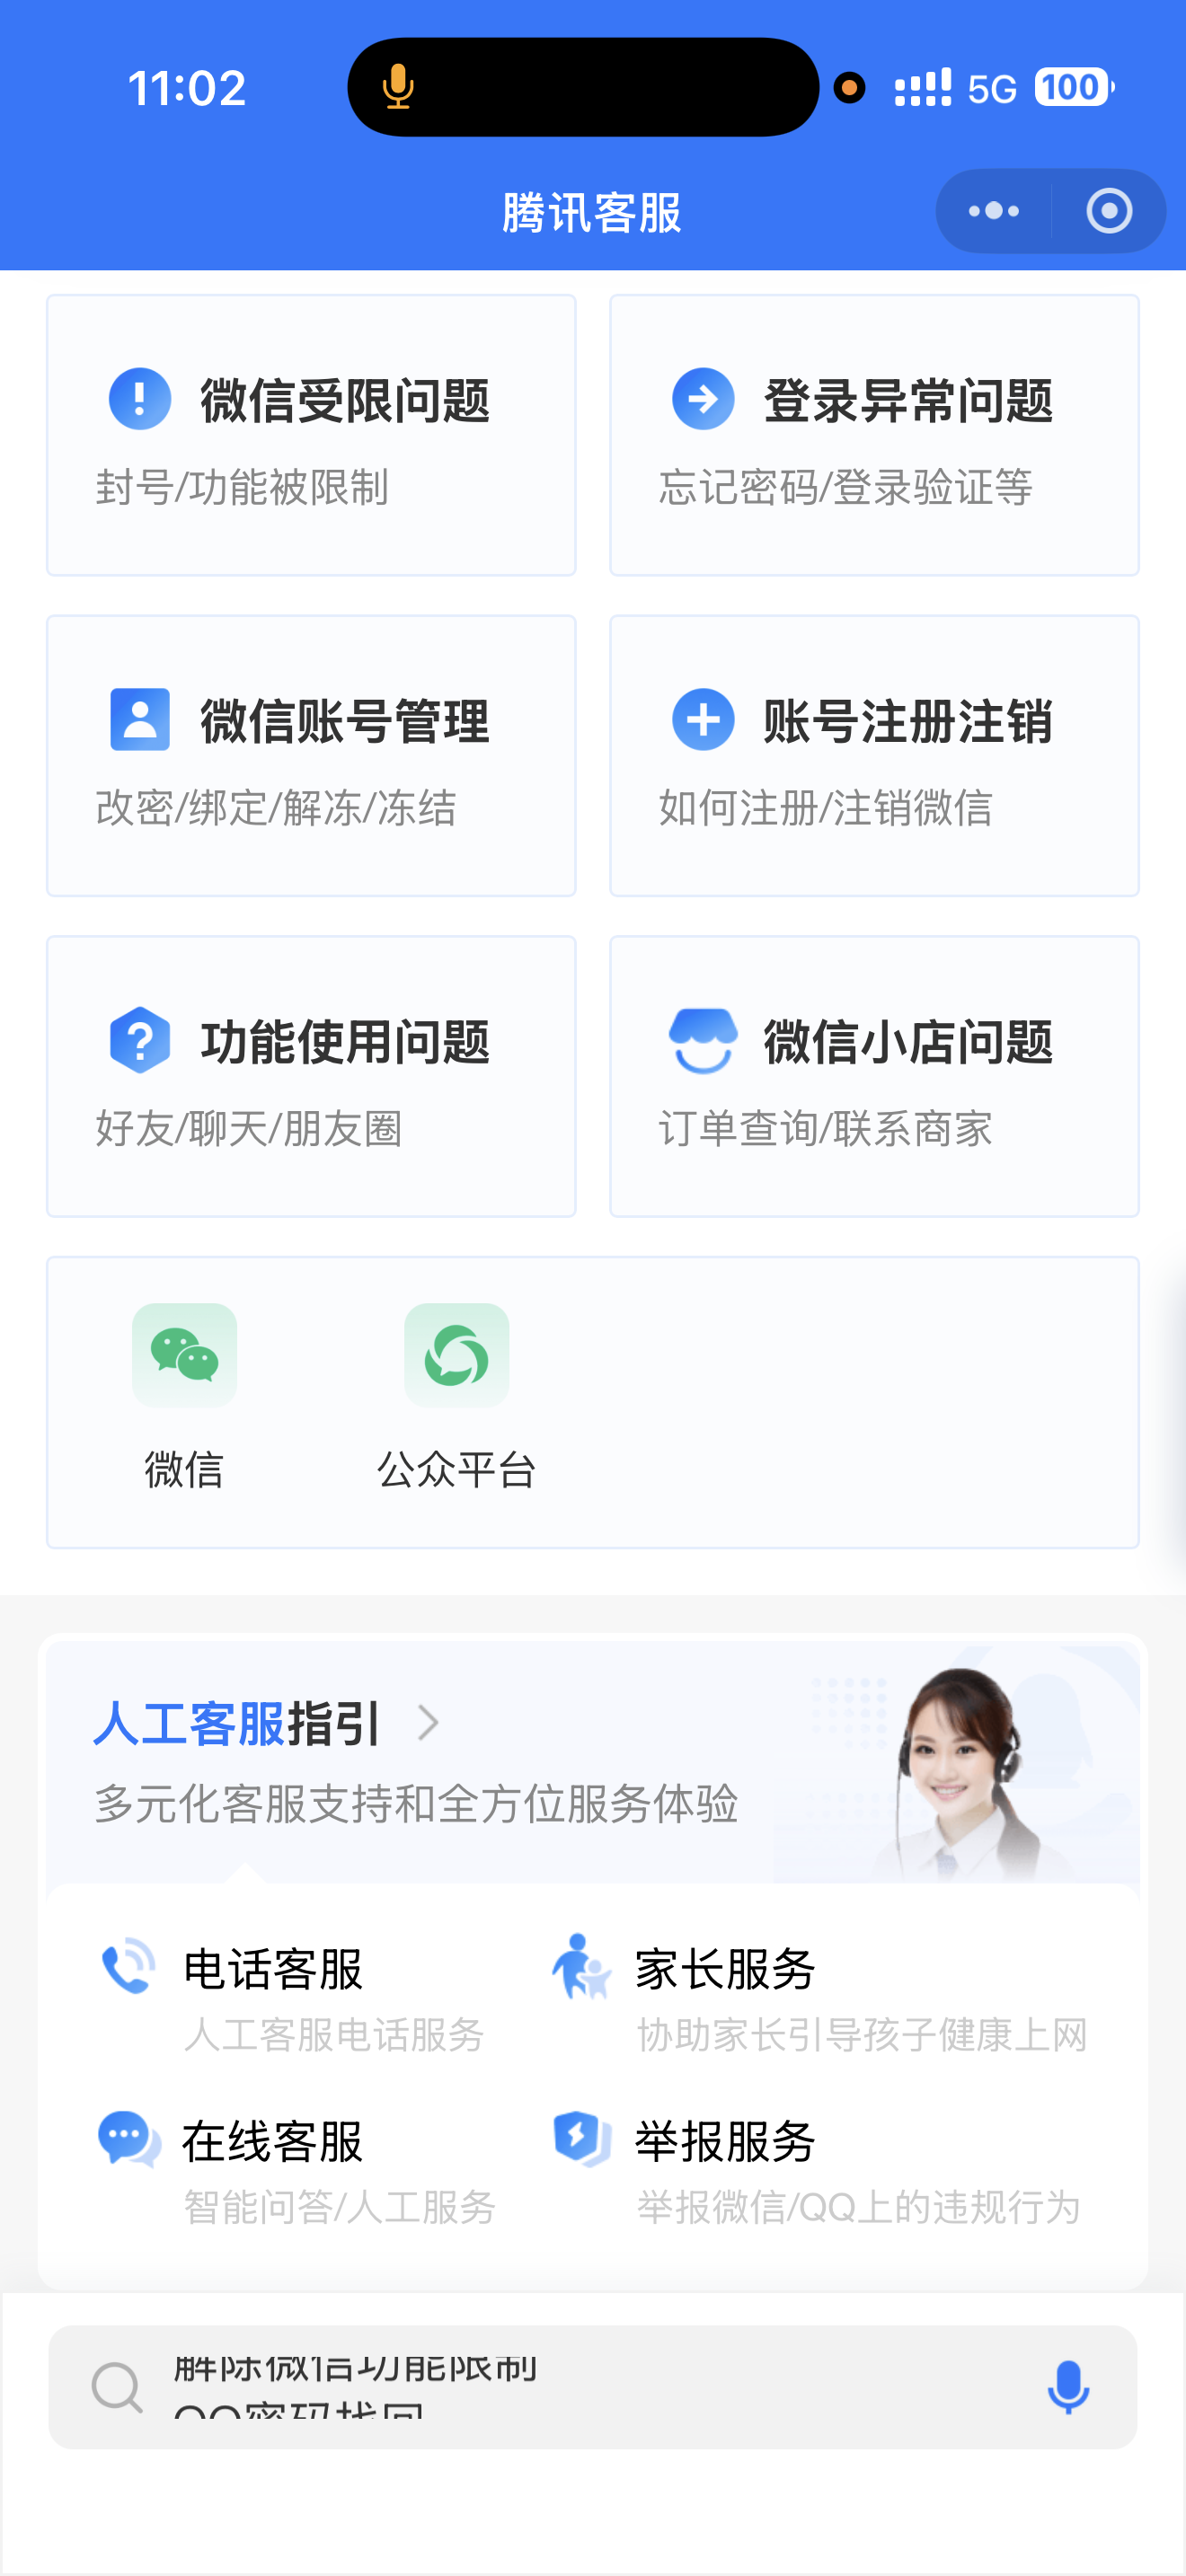 11:02
5G
100
腾讯客服
微信受限问题
封号/功能被限制
登录异常问题
忘记密码/登录验证等
微信账号管理
改密/绑定/解冻/冻结
账号注册注销
如何注册/注销微信
功能使用问题
好友/聊天/朋友圈
微信小店问题
订单查询/联系商家
微信
公众平台
人工客服指引
多元化客服支持和全方位服务体验
电话客服
人工客服电话服务
家长服务
协助家长引导孩子健康上网
在线客服
智能问答/人工服务
举报服务
举报微信/QQ上的违规行为
解除微信功能限制
QQ密码找回